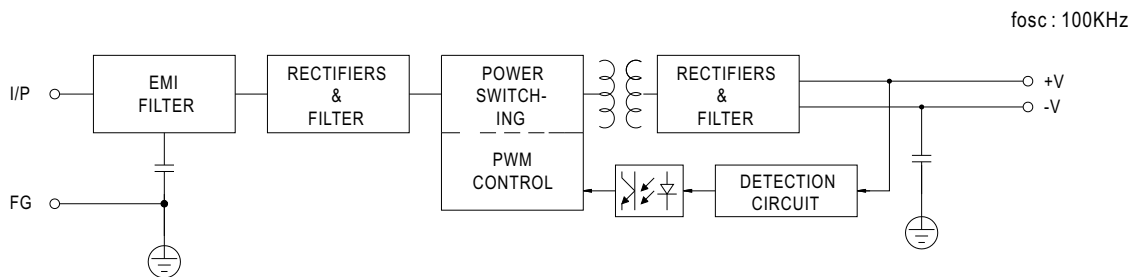 fosc : 100KHz
I/P
EMI
FILTER
RECTIFIERS
&
FILTER
POWER
SWITCH-
ING
PWM
CONTROL
RECTIFIERS
&
FILTER
+V
-V
DETECTION
CIRCUIT
FG